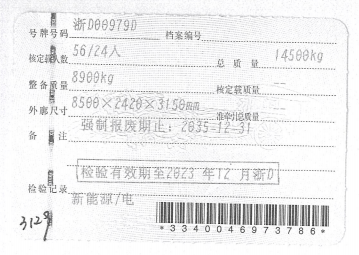 号牌号码 浙D00979D 档案编号
核定载人数 56/24人 总质量 14500kg
整备质量 8900kg 核定载质量 --
外廓尺寸 8500×2420×3150mm 准牵引总质量 --
备注 强制报废期止：2035-12-31
检验有效期至2023年12月浙D
检验记录 新能源/电
*3340046973786*